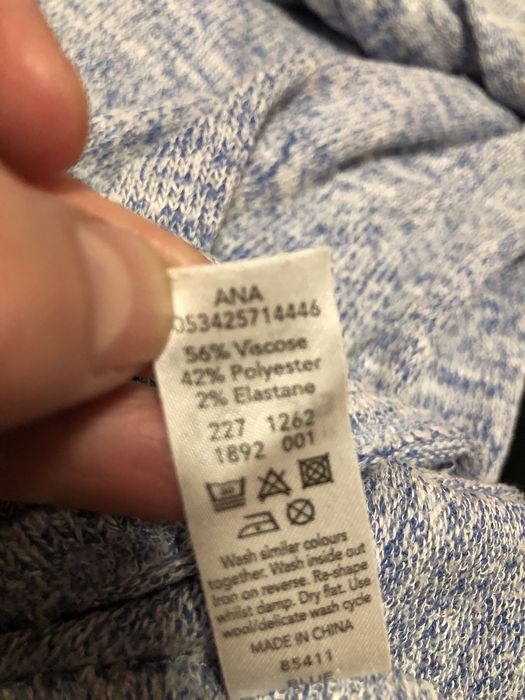 ANA
053425714446
56% Viscose
42% Polyester
2% Elastane
227 1262
1892 001
Wash similar colours
together. Wash inside out
Iron on reverse. Re-shape
whilst damp. Dry flat. Use
wool/delicate wash cycle
MADE IN CHINA
85411
BLUE